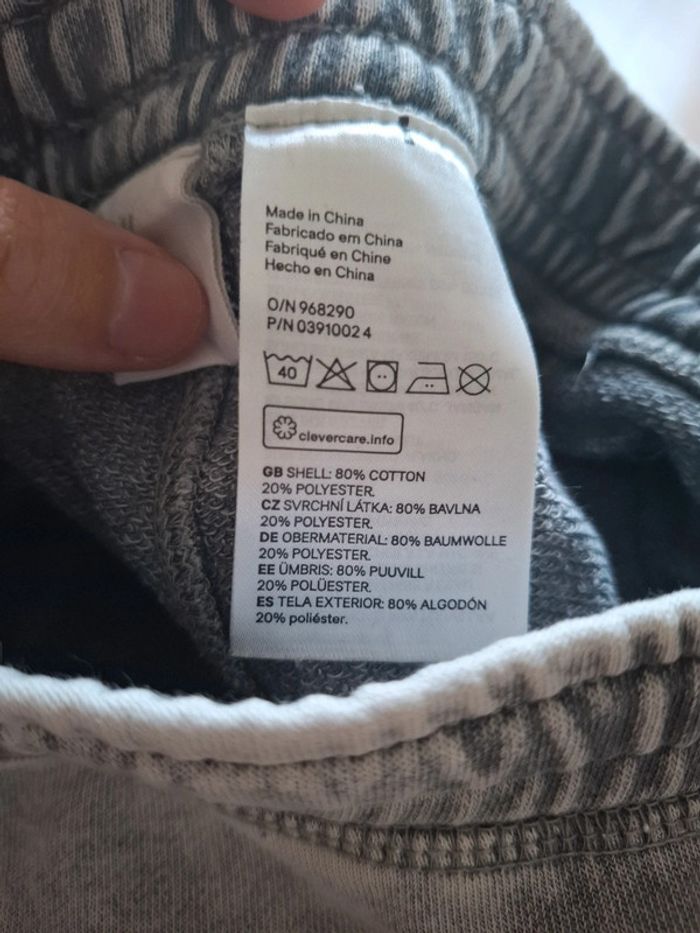 Made in China
Fabricado em China
Fabriqué en Chine
Hecho en China
O/N 968290
P/N 03910024
40
clevercare.info
GB SHELL: 80% COTTON
20% POLYESTER.
CZ SVRCHNÍ LÁTKA: 80% BAVLNA
20% POLYESTER.
DE OBERMATERIAL: 80% BAUMWOLLE
20% POLYESTER.
EE ÜMBRIS: 80% PUUVILL
20% POLÜESTER.
ES TELA EXTERIOR: 80% ALGODÓN
20% poliéster.